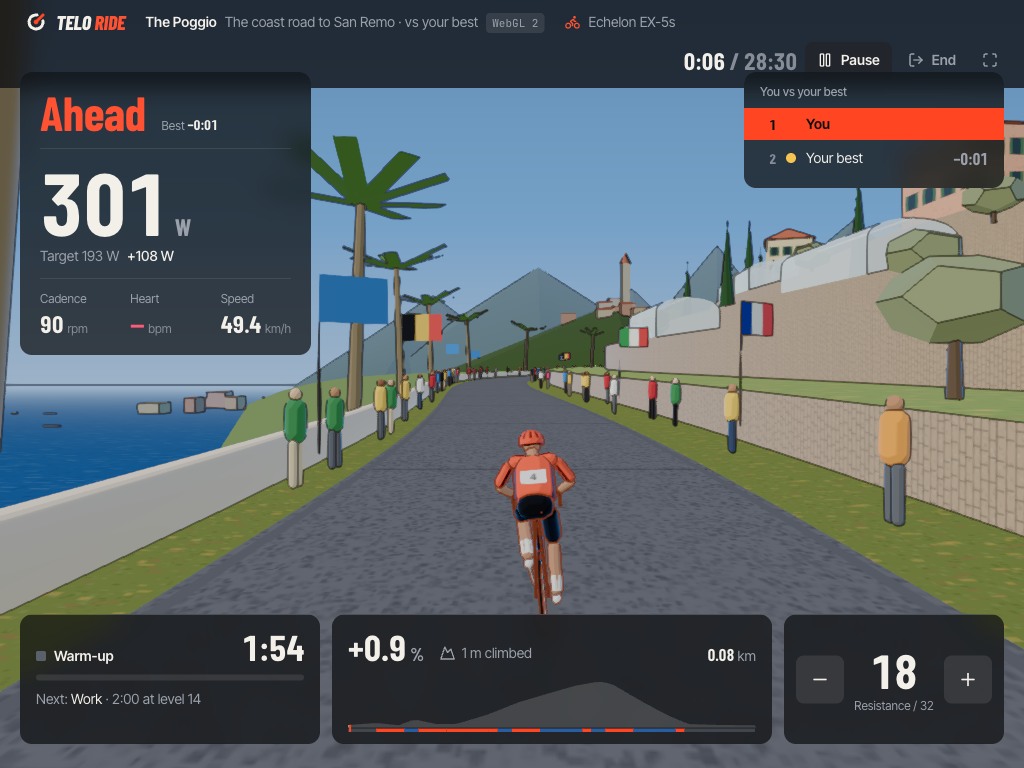 TELO RIDE The Poggio The coast road to San Remo · vs your best WebGL 2 Echelon EX-5s
0:06 / 28:30 Pause End
Ahead Best −0:01
301 W
Target 193 W +108 W
Cadence Heart Speed
90 rpm – bpm 49.4 km/h
You vs your best
1 You
2 Your best −0:01
4
Warm-up 1:54
Next: Work · 2:00 at level 14
+0.9 % 1 m climbed 0.08 km
− 18 +
Resistance / 32